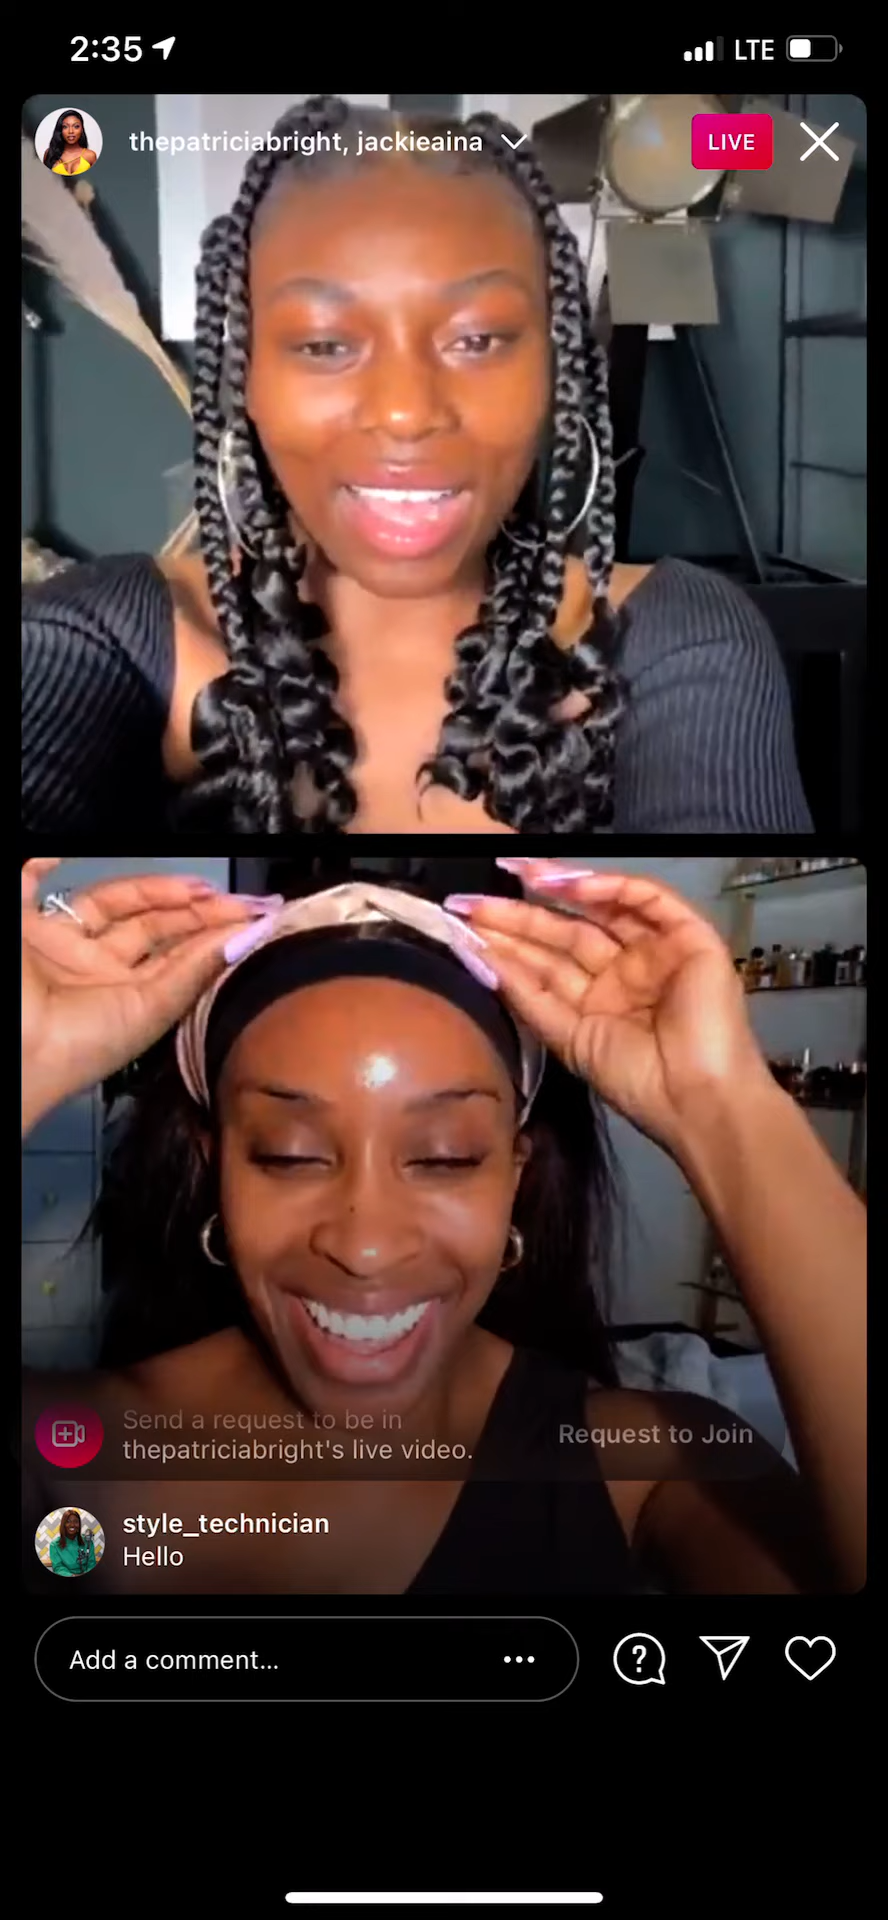 2:35
LTE
thepatriciabright, jackieaina
LIVE
Send a request to be in
thepatriciabright's live video.
Request to Join
style_technician
Hello
Add a comment...
?